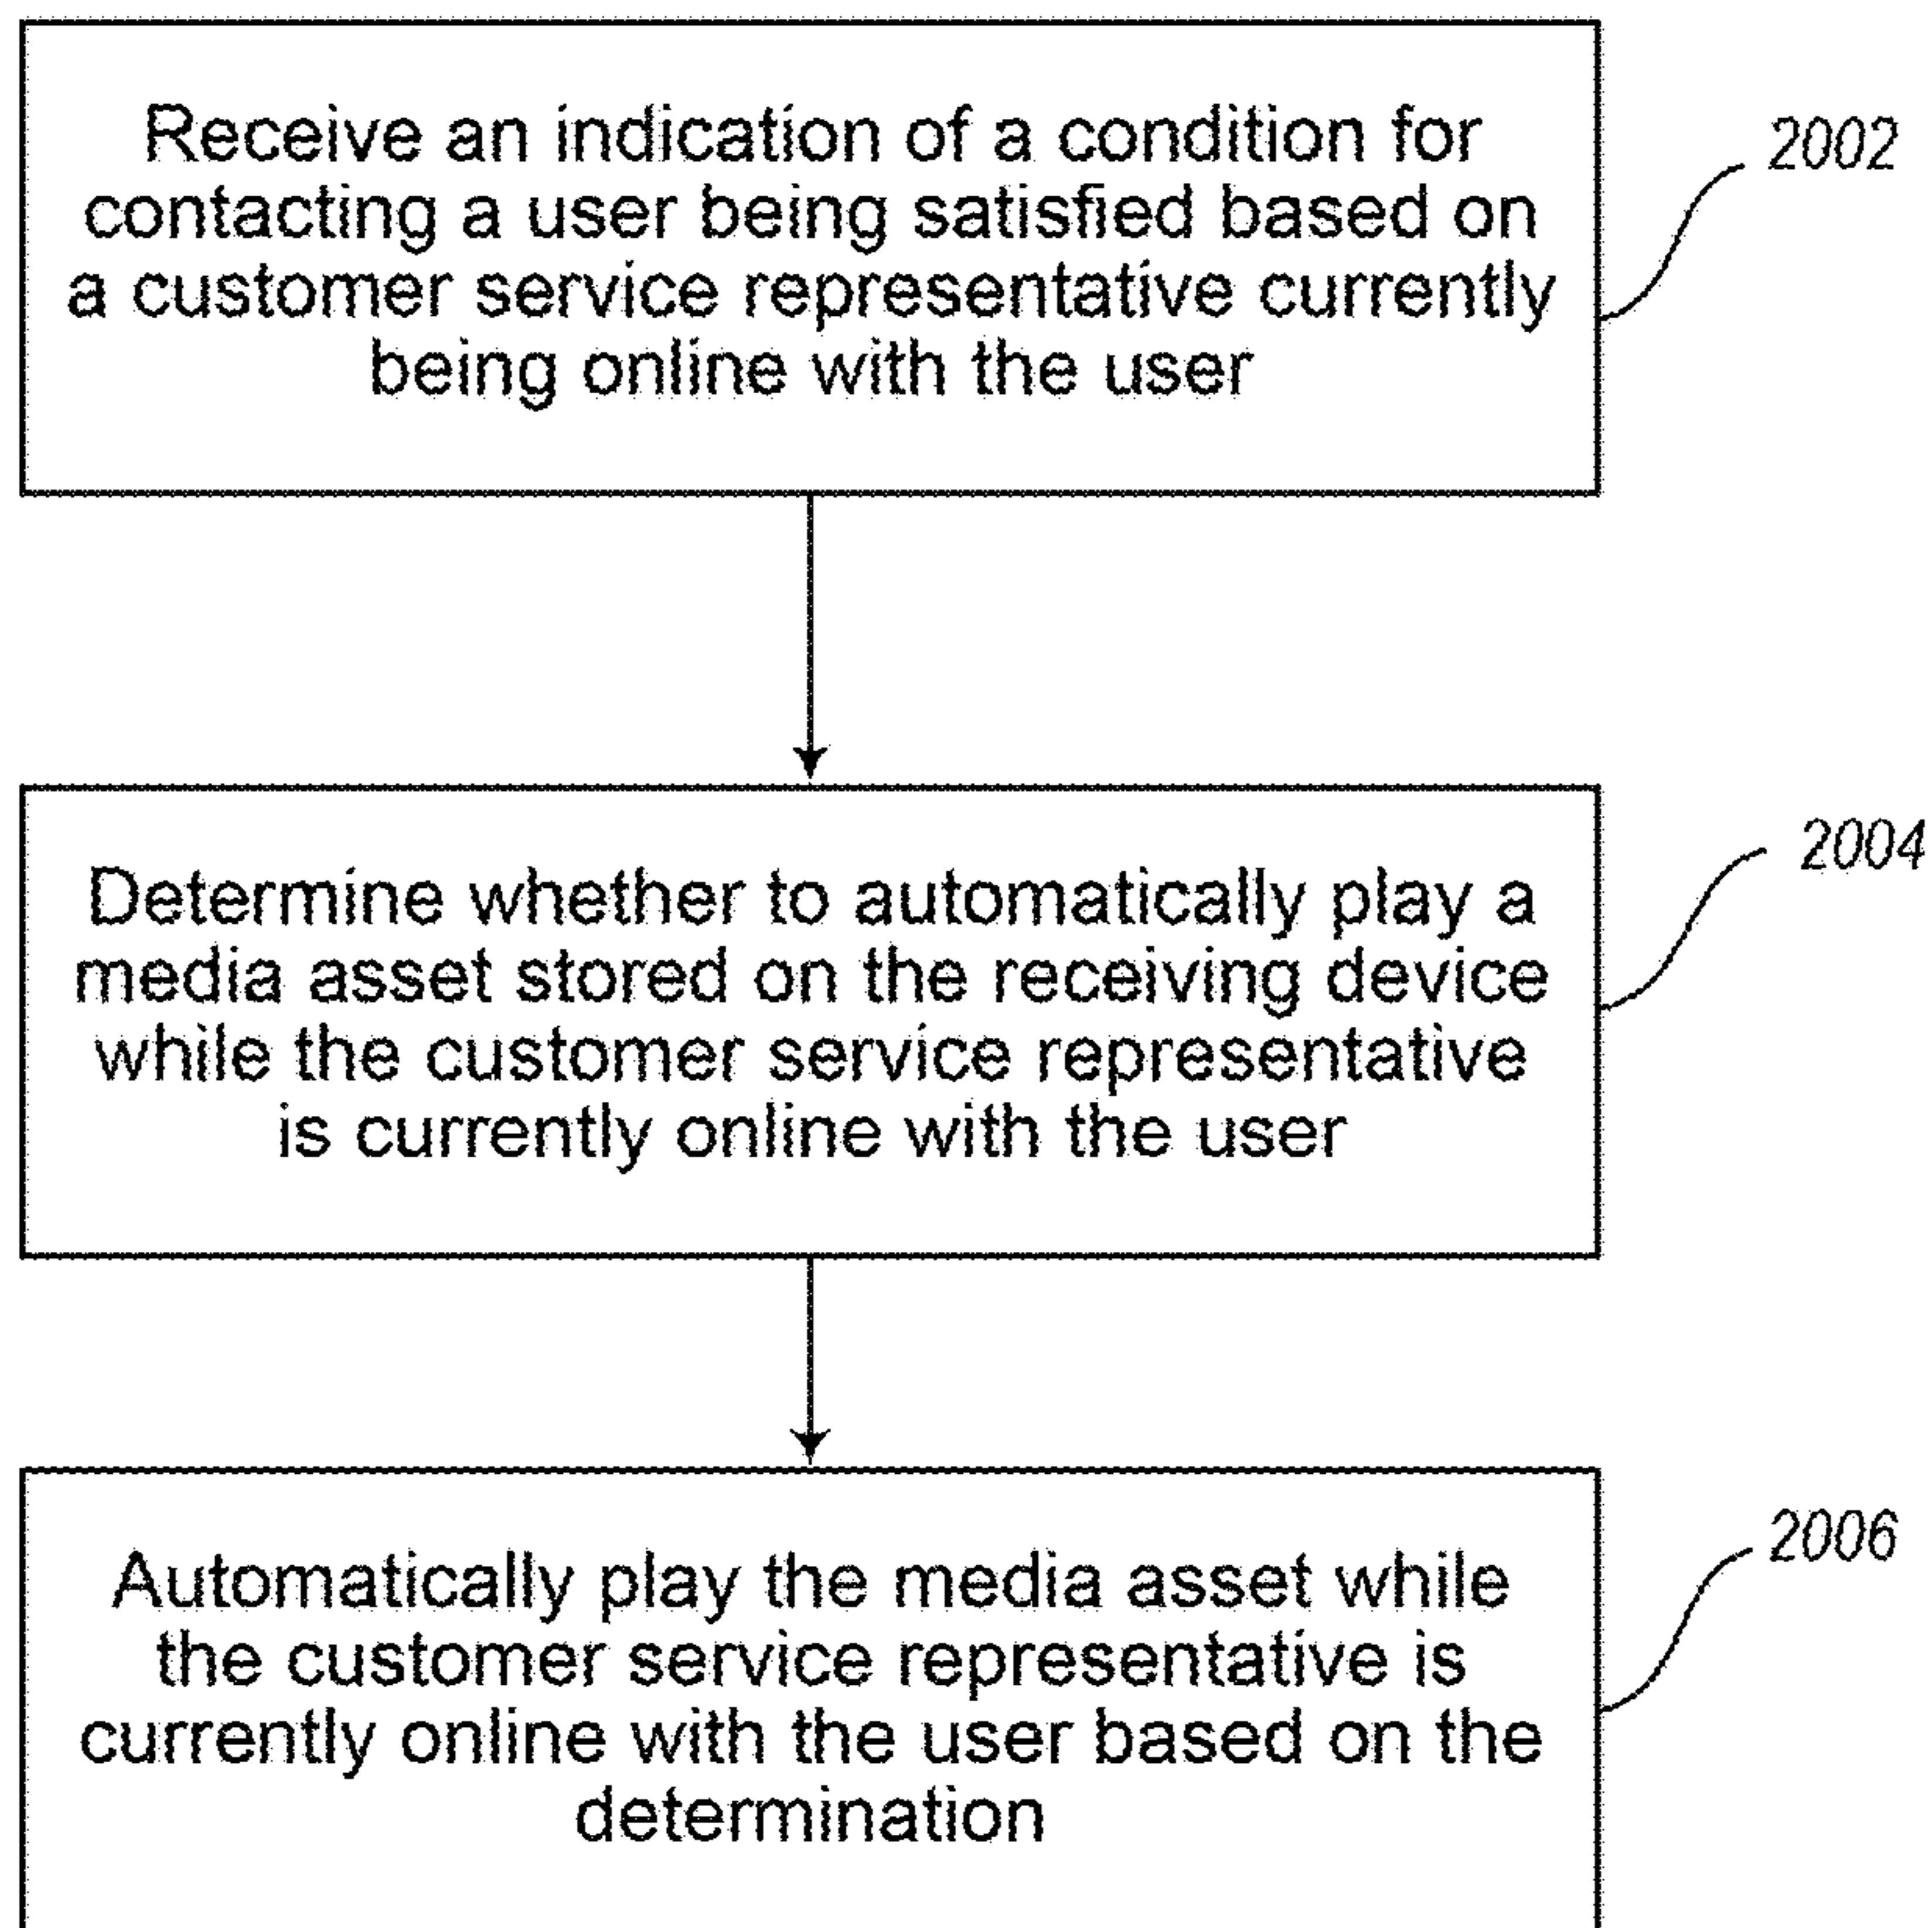 Receive an indication of a condition for
contacting a user being satisfied based on
a customer service representative currently
being online with the user
2002
Determine whether to automatically play a
media asset stored on the receiving device
while the customer service representative
is currently online with the user
2004
Automatically play the media asset while
the customer service representative is
currently online with the user based on the
determination
2006